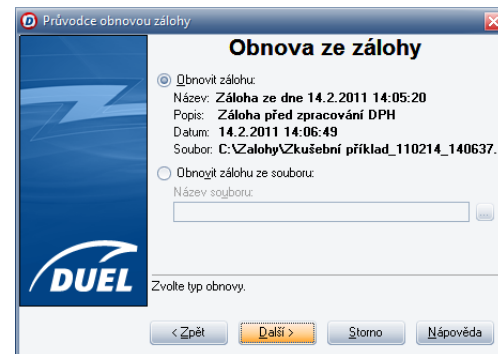 Průvodce obnovou zálohy
Obnova ze zálohy
Obnovit zálohu:
Název: Záloha ze dne 14.2.2011 14:05:20
Popis: Záloha před zpracování DPH
Datum: 14.2.2011 14:06:49
Soubor: C:\Zalohy\Zkušební příklad_110214_140637.
Obnovit zálohu ze souboru:
Název souboru:
...
DUEL
Zvolte typ obnovy.
< Zpět Další > Storno Nápověda